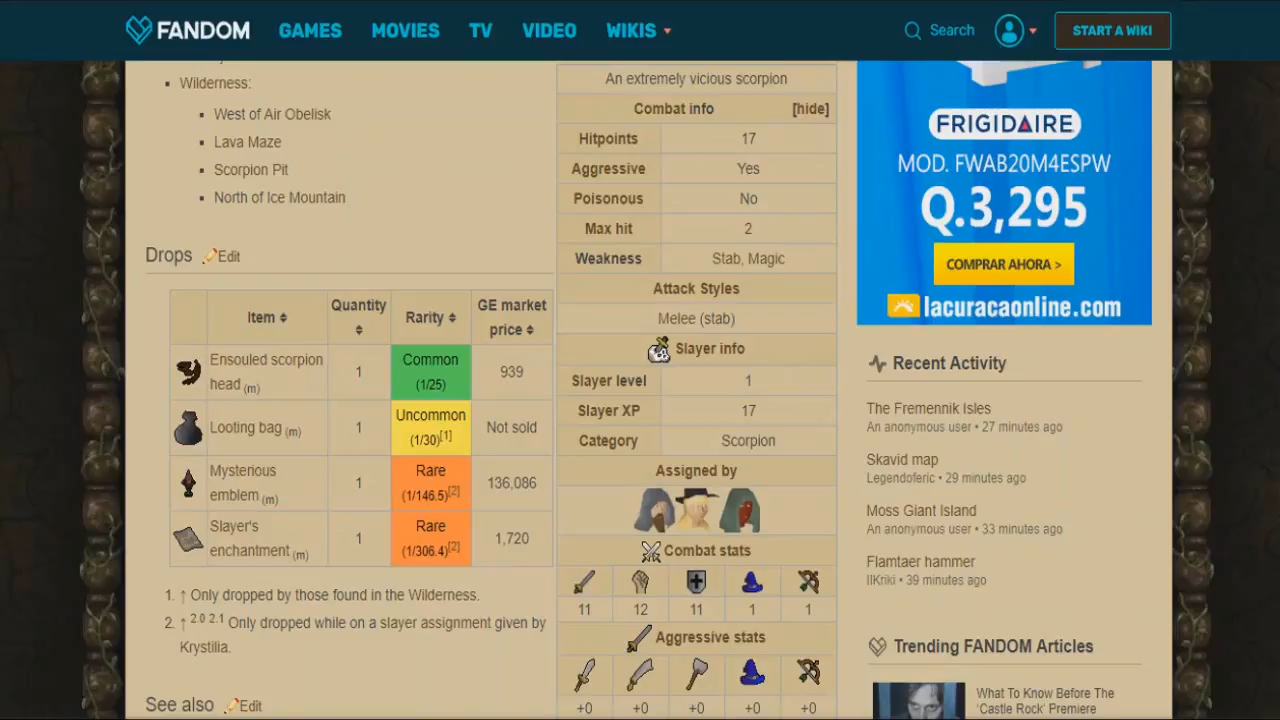 FANDOM GAMES MOVIES TV VIDEO WIKIS Search START A WIKI
Wilderness:
West of Air Obelisk
Lava Maze
Scorpion Pit
North of Ice Mountain
Drops Edit
Item Quantity Rarity GE market price
Ensouled scorpion head (m) 1 Common (1/25) 939
Looting bag (m) 1 Uncommon (1/30)[1] Not sold
Mysterious emblem (m) 1 Rare (1/146.5)[2] 136,086
Slayer's enchantment (m) 1 Rare (1/306.4)[2] 1,720
1. ↑ Only dropped by those found in the Wilderness.
2. ↑ 2.0 2.1 Only dropped while on a slayer assignment given by
Krystilia.
See also Edit
An extremely vicious scorpion
Combat info [hide]
Hitpoints 17
Aggressive Yes
Poisonous No
Max hit 2
Weakness Stab, Magic
Attack Styles
Melee (stab)
Slayer info
Slayer level 1
Slayer XP 17
Category Scorpion
Assigned by
Combat stats
11 12 11 1 1
Aggressive stats
+0 +0 +0 +0 +0
FRIGIDAIRE
MOD. FWAB20M4ESPW
Q.3,295
COMPRAR AHORA >
lacuracaonline.com
Recent Activity
The Fremennik Isles
An anonymous user • 27 minutes ago
Skavid map
Legendoferic • 29 minutes ago
Moss Giant Island
An anonymous user • 33 minutes ago
Flamtaer hammer
IIKriki • 39 minutes ago
Trending FANDOM Articles
What To Know Before The
'Castle Rock' Premiere